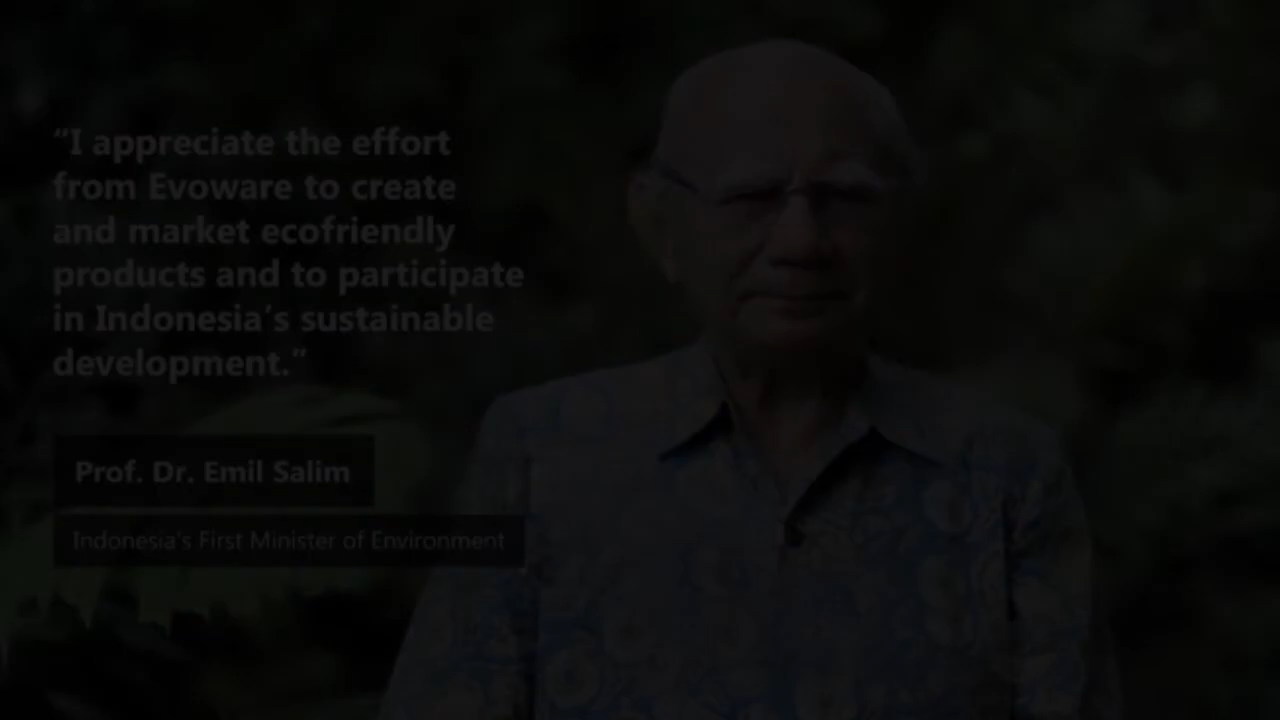 “I appreciate the effort
from Evoware to create
and market ecofriendly
products and to participate
in Indonesia’s sustainable
development.”
Prof. Dr. Emil Salim
Indonesia's First Minister of Environment